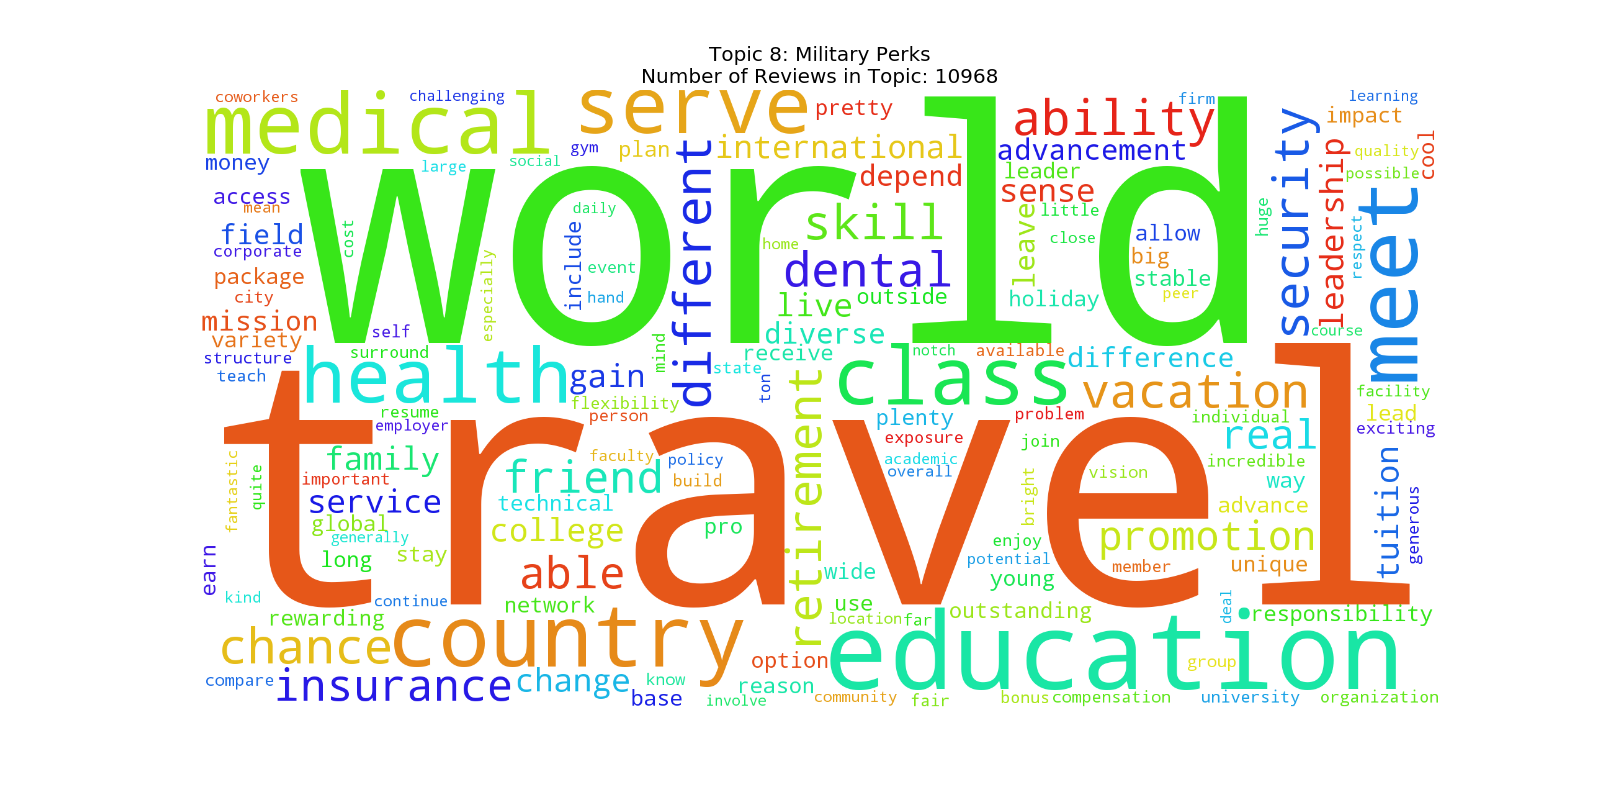 Topic 8: Military Perks
Number of Reviews in Topic: 10968
coworkers
challenging
medical
serve
pretty
firm
learning
ability
impact
money
large
social
gym
plan
international
advancement
security
leadership
quality
cool
access
mean
world
different
depend
leader
sense
possible
meet
field
cost
daily
skill
leave
little
huge
corporate
especially
include
home
close
allow
respect
package
event
dental
big
city
hand
live
outside
holiday
stable
peer
mission
self
diverse
course
variety
structure
surround
mind
receive
notch
available
difference
teach
health
gain
state
class
vacation
facility
travel
flexibility
ton
retirement
resume
person
plenty
problem
individual
lead
employer
exposure
real
exciting
family
faculty
policy
academic
join
incredible
fantastic
quite
important
friend
build
overall
vision
way
tuition
service
technical
bright
advance
generous
global
college
pro
promotion
generally
enjoy
long
stay
potential
earn
able
wide
young
member
unique
kind
continue
network
use
outstanding
deal
responsibility
rewarding
location
far
chance
country
education
option
group
compare
insurance
change
know
reason
base
involve
community
fair
bonus
compensation
university
organization